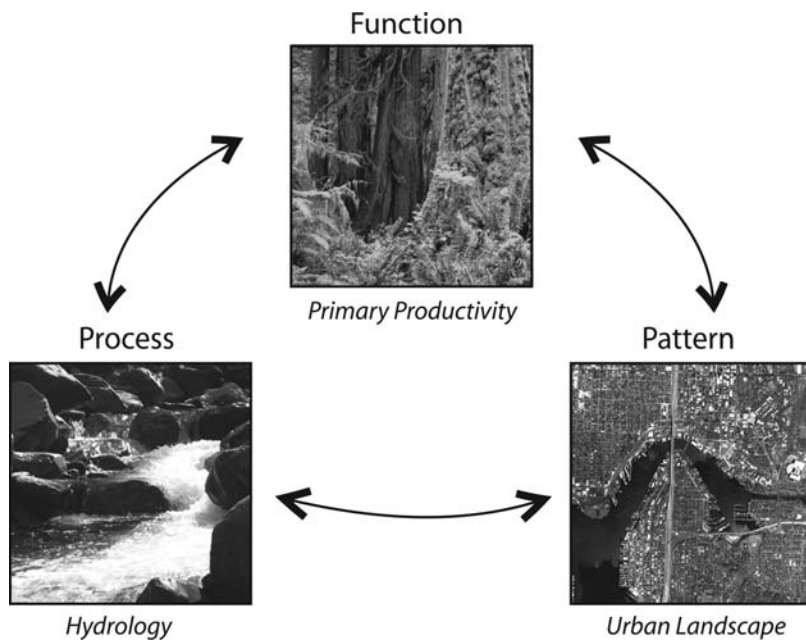 Function
Primary Productivity
Process
Pattern
Hydrology
Urban Landscape